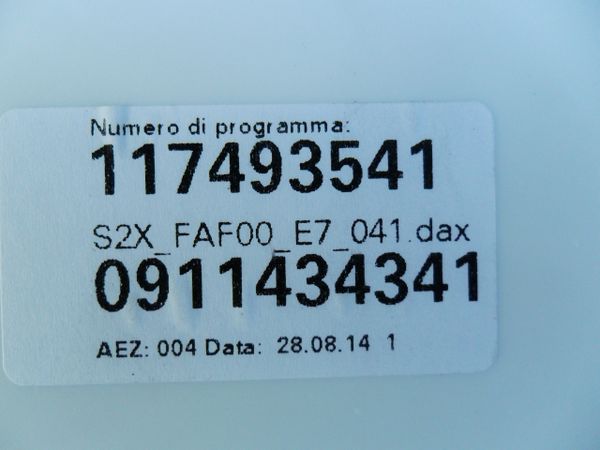 Numero di programma:
117493541
S2X_FAF00_E7_041.dax
0911434341
AEZ: 004 Data: 28.08.14 1